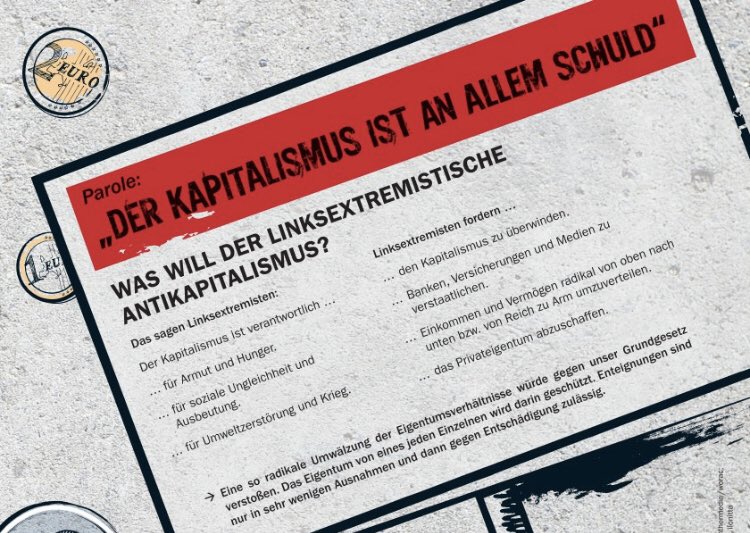 2 EURO
1 EU
Parole:
„DER KAPITALISMUS IST AN ALLEM SCHULD“
WAS WILL DER LINKSEXTREMISTISCHE
ANTIKAPITALISMUS?
Das sagen Linksextremisten:
Der Kapitalismus ist verantwortlich …
… für Armut und Hunger,
… für soziale Ungleichheit und
Ausbeutung,
… für Umweltzerstörung und Krieg.
Linksextremisten fordern …
… den Kapitalismus zu überwinden.
… Banken, Versicherungen und Medien zu
verstaatlichen.
… Einkommen und Vermögen radikal von oben nach
unten bzw. von Reich zu Arm umzuverteilen.
… das Privateigentum abzuschaffen.
→ Eine so radikale Umwälzung der Eigentumsverhältnisse würde gegen unser Grundgesetz
verstoßen. Das Eigentum von eines jeden Einzelnen wird darin geschützt. Enteignungen sind
nur in sehr wenigen Ausnahmen und dann gegen Entschädigung zulässig.